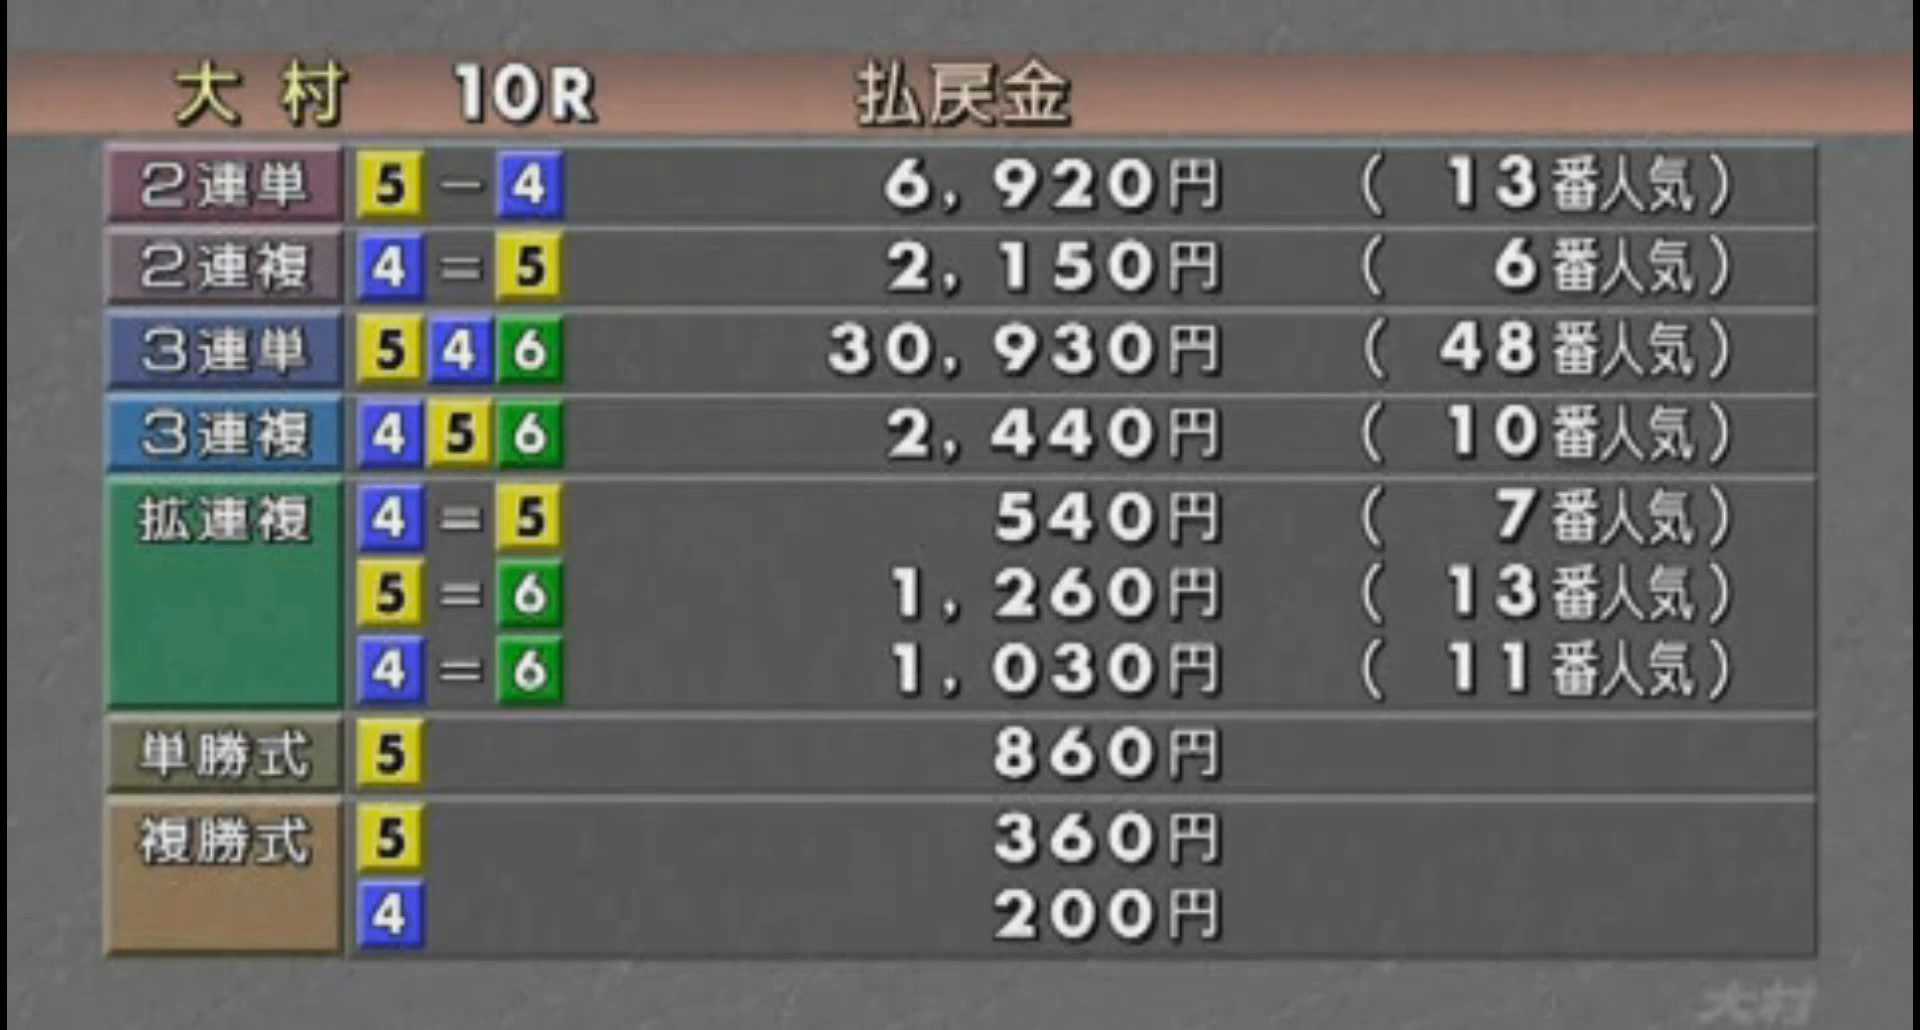 大村 10R 払戻金
2連単 5-4 6,920円 (13番人気)
2連複 4=5 2,150円 (6番人気)
3連単 5 4 6 30,930円 (48番人気)
3連複 4 5 6 2,440円 (10番人気)
拡連複 4=5 540円 (7番人気)
5=6 1,260円 (13番人気)
4=6 1,030円 (11番人気)
単勝式 5 860円
複勝式 5 360円
4 200円
大村